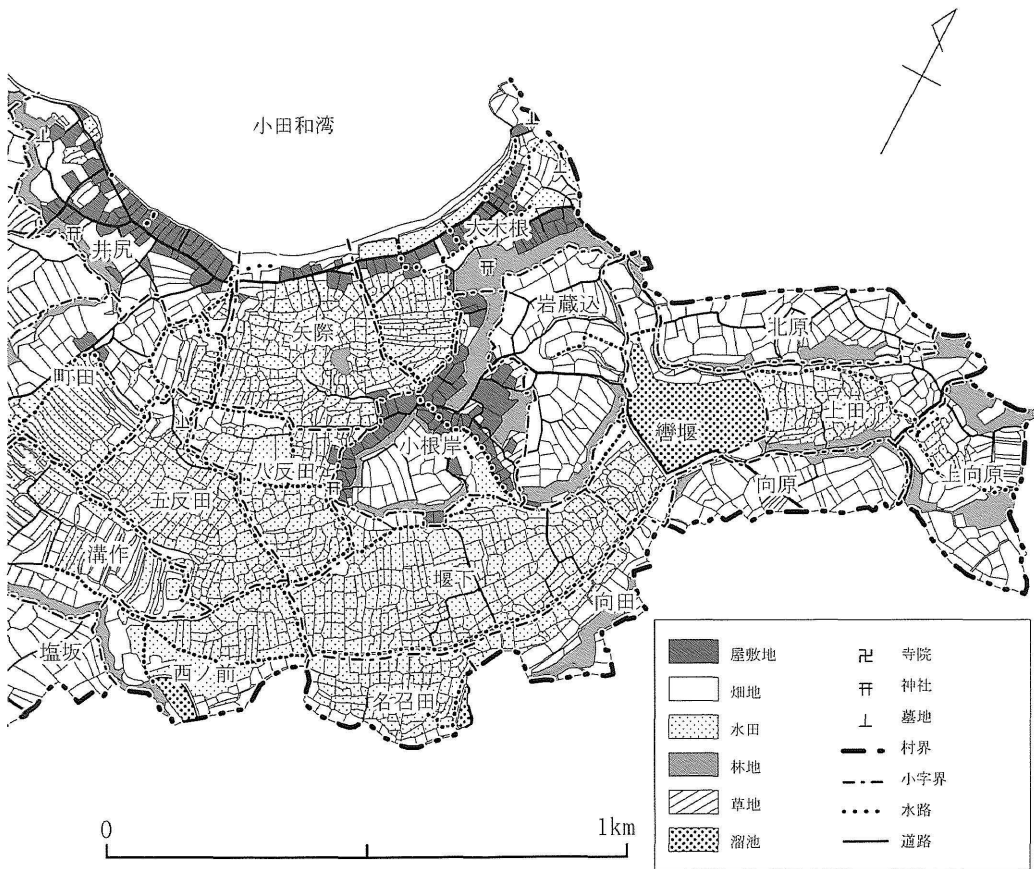 小田和湾
大木根
井尻
岩蔵込
北原
矢際
町田
上田
轡堰
小根岸
八反田
上向原
向原
五反田
溝作
堰下
向田
塩坂
西ノ前
名召田
屋敷地
畑地
水田
林地
草地
溜池
寺院
神社
墓地
村界
小字界
水路
道路
0 1km